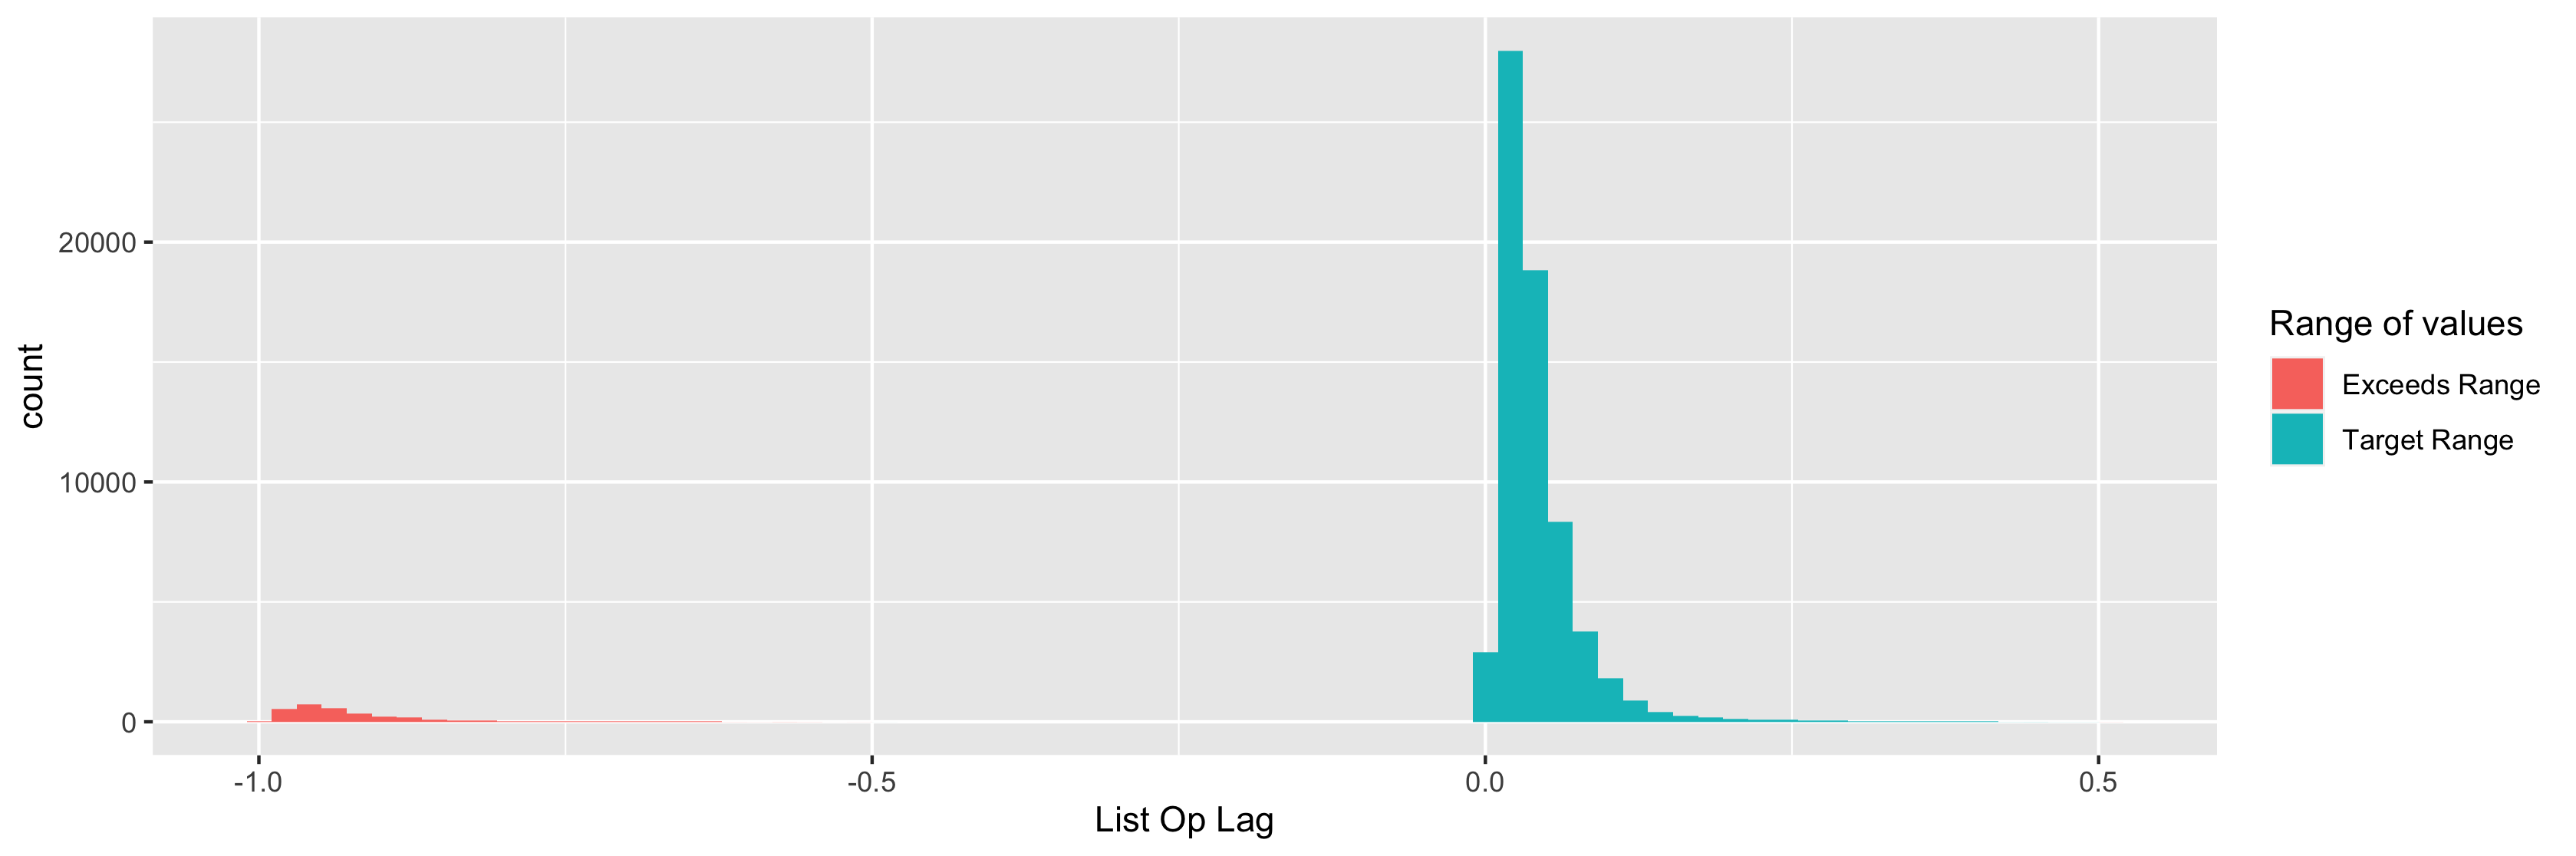 count
20000
10000
0
-1.0
-0.5
0.0
0.5
List Op Lag
Range of values
Exceeds Range
Target Range